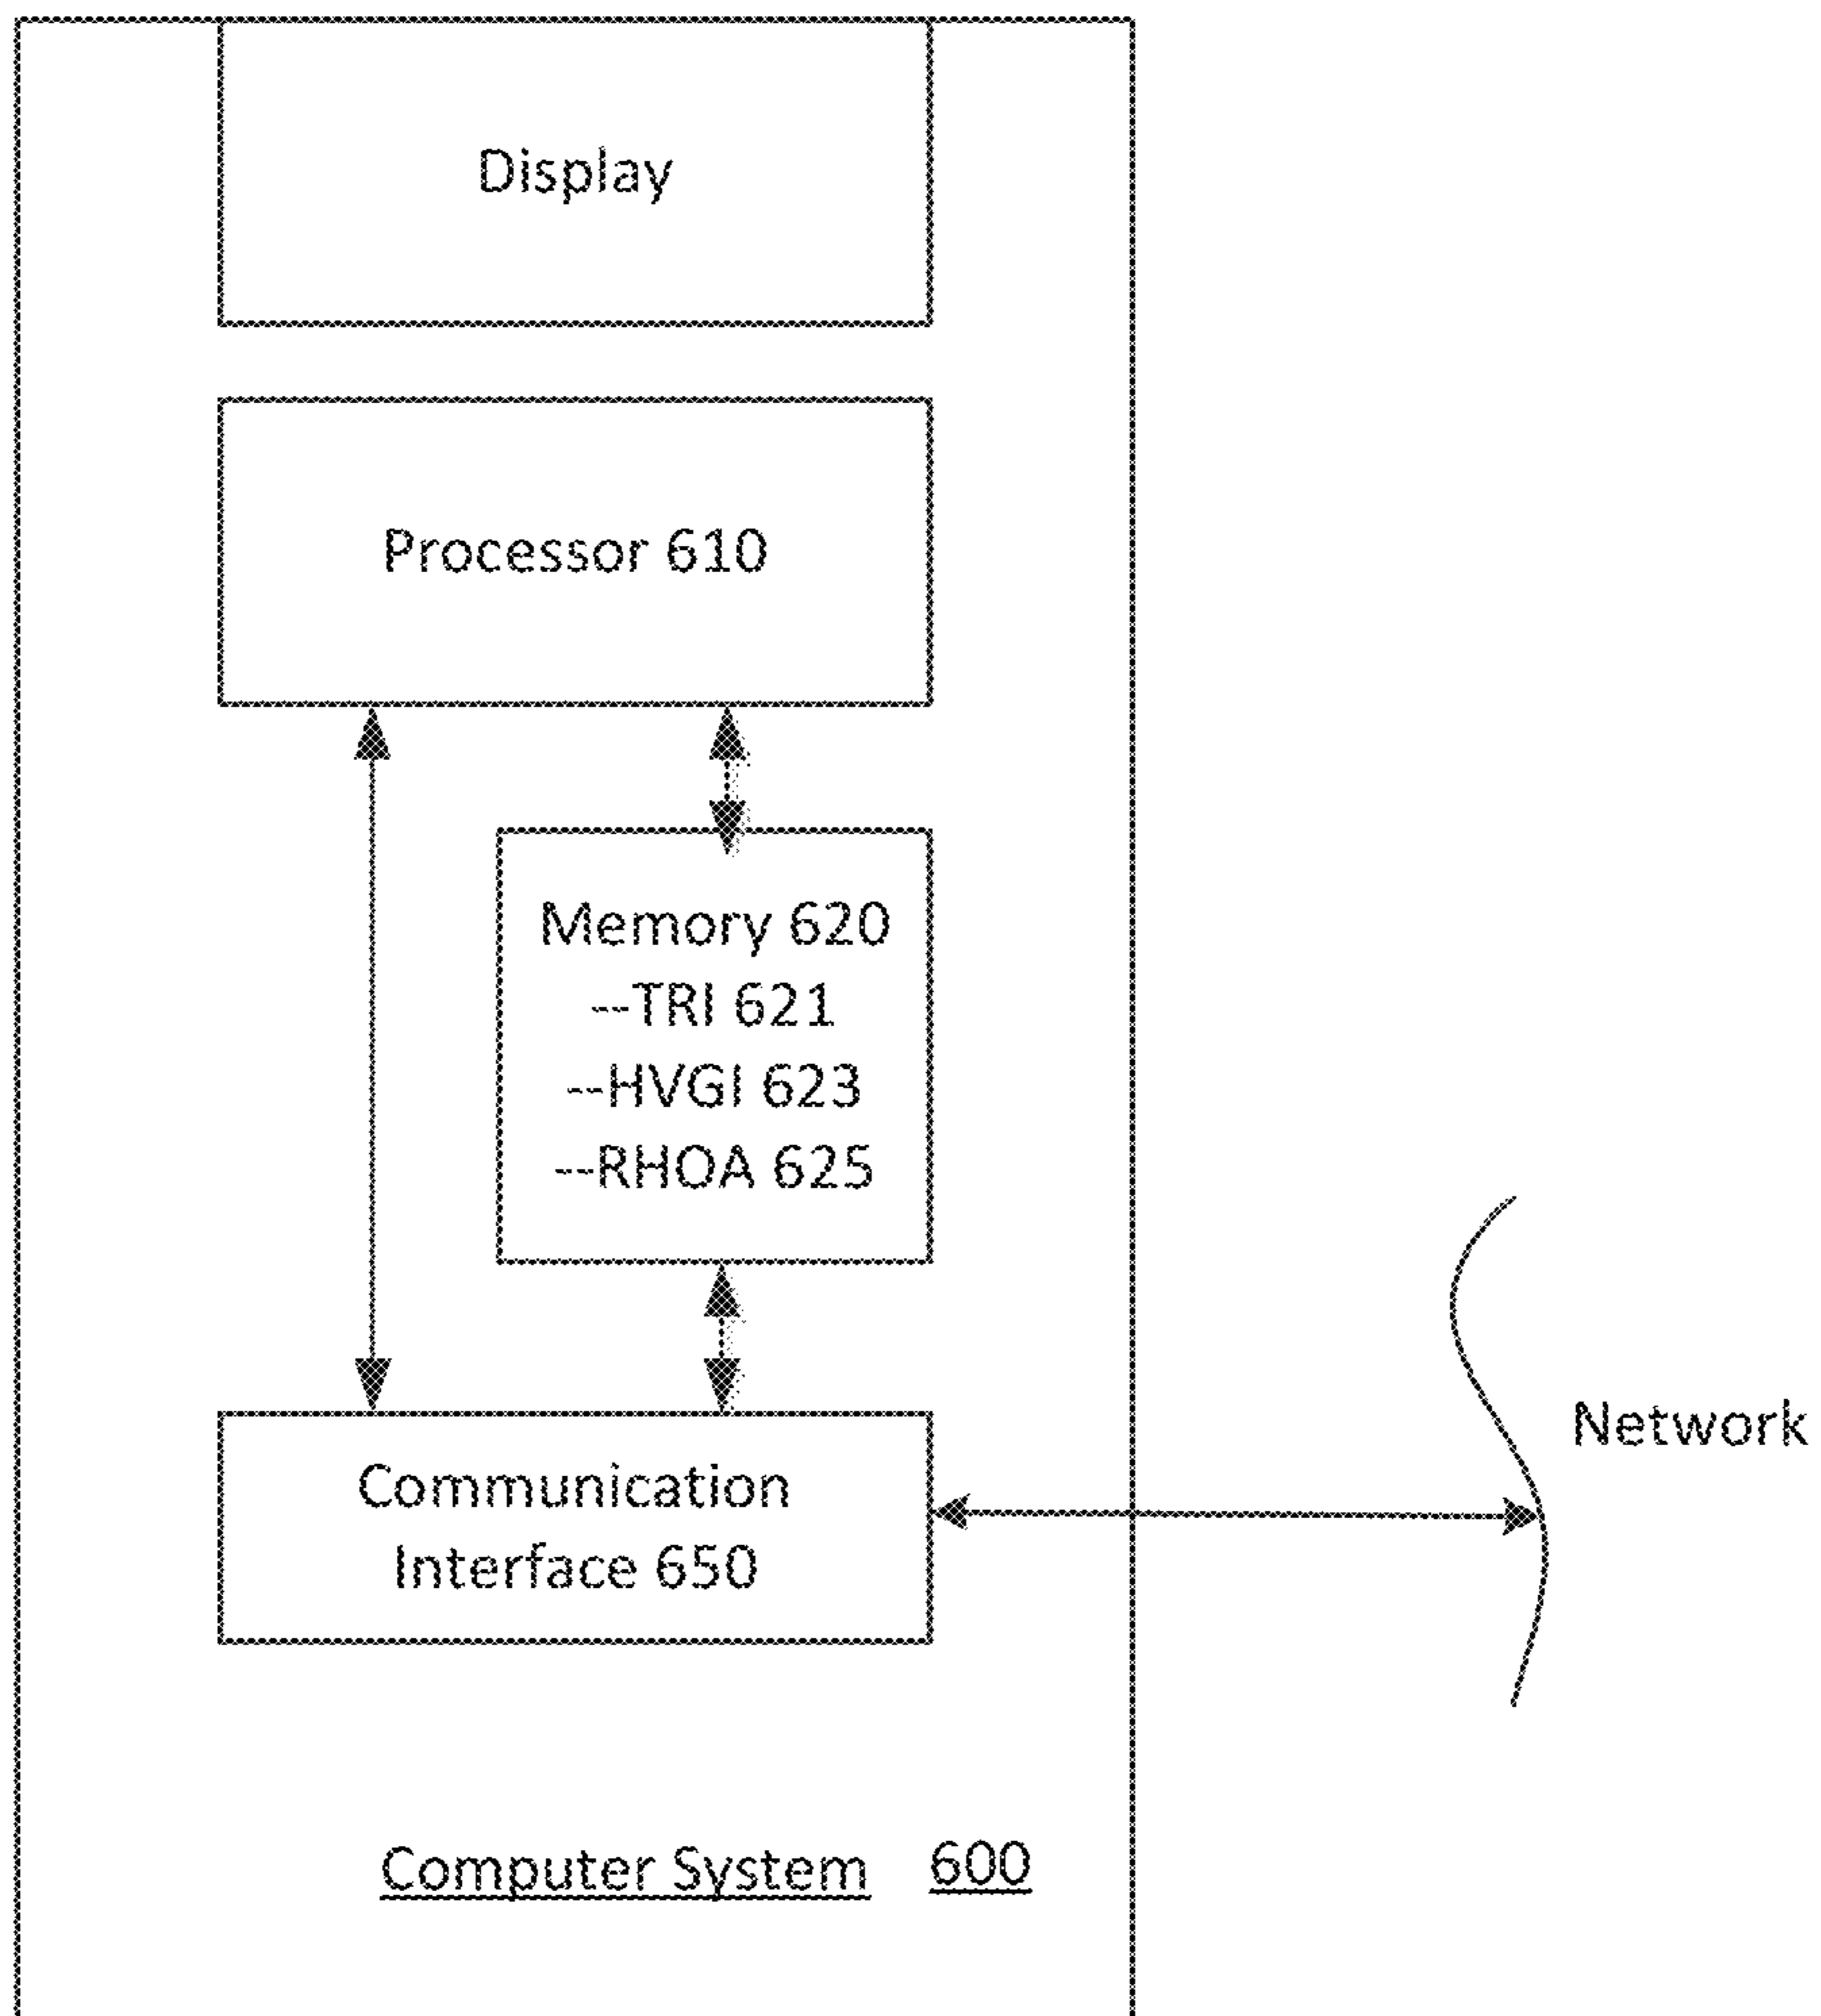 Display
Processor 610
Memory 620
--TRI 621
--HVGI 623
--RHOA 625
Network
Communication
Interface 650
Computer System 600